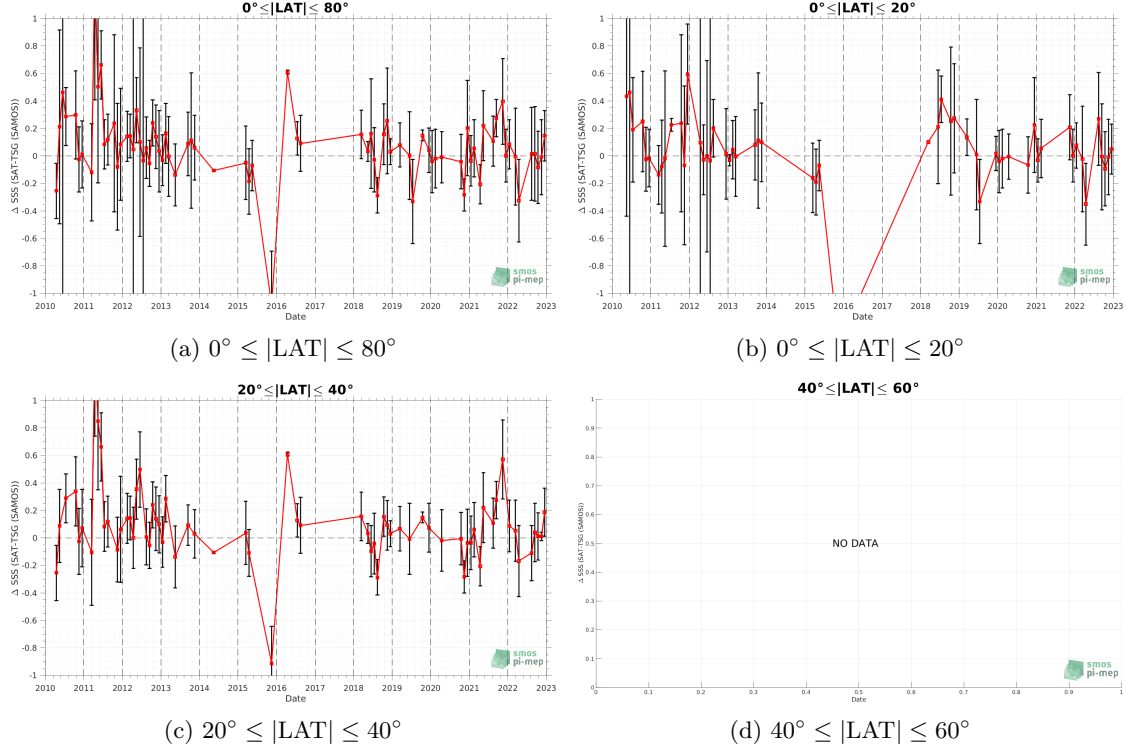 0°≤|LAT|≤ 80°
Δ SSS (SAT-TSG (SAMOS))
1
0.8
0.6
0.4
0.2
0
-0.2
-0.4
-0.6
-0.8
-1
2010 2011 2012 2013 2014 2015 2016 2017 2018 2019 2020 2021 2022 2023
Date
smos
pi-mep
(a) 0° ≤ |LAT| ≤ 80°
0°≤|LAT|≤ 20°
Δ SSS (SAT-TSG (SAMOS))
1
0.8
0.6
0.4
0.2
0
-0.2
-0.4
-0.6
-0.8
-1
2010 2011 2012 2013 2014 2015 2016 2017 2018 2019 2020 2021 2022 2023
Date
smos
pi-mep
(b) 0° ≤ |LAT| ≤ 20°
20°≤|LAT|≤ 40°
Δ SSS (SAT-TSG (SAMOS))
1
0.8
0.6
0.4
0.2
0
-0.2
-0.4
-0.6
-0.8
-1
2010 2011 2012 2013 2014 2015 2016 2017 2018 2019 2020 2021 2022 2023
Date
smos
pi-mep
(c) 20° ≤ |LAT| ≤ 40°
40°≤|LAT|≤ 60°
Δ SSS (SAT-TSG (SAMOS))
1
0.9
0.8
0.7
0.6
0.5
0.4
0.3
0.2
0.1
0
NO DATA
0 0.1 0.2 0.3 0.4 0.5 0.6 0.7 0.8 0.9 1
Date
smos
pi-mep
(d) 40° ≤ |LAT| ≤ 60°